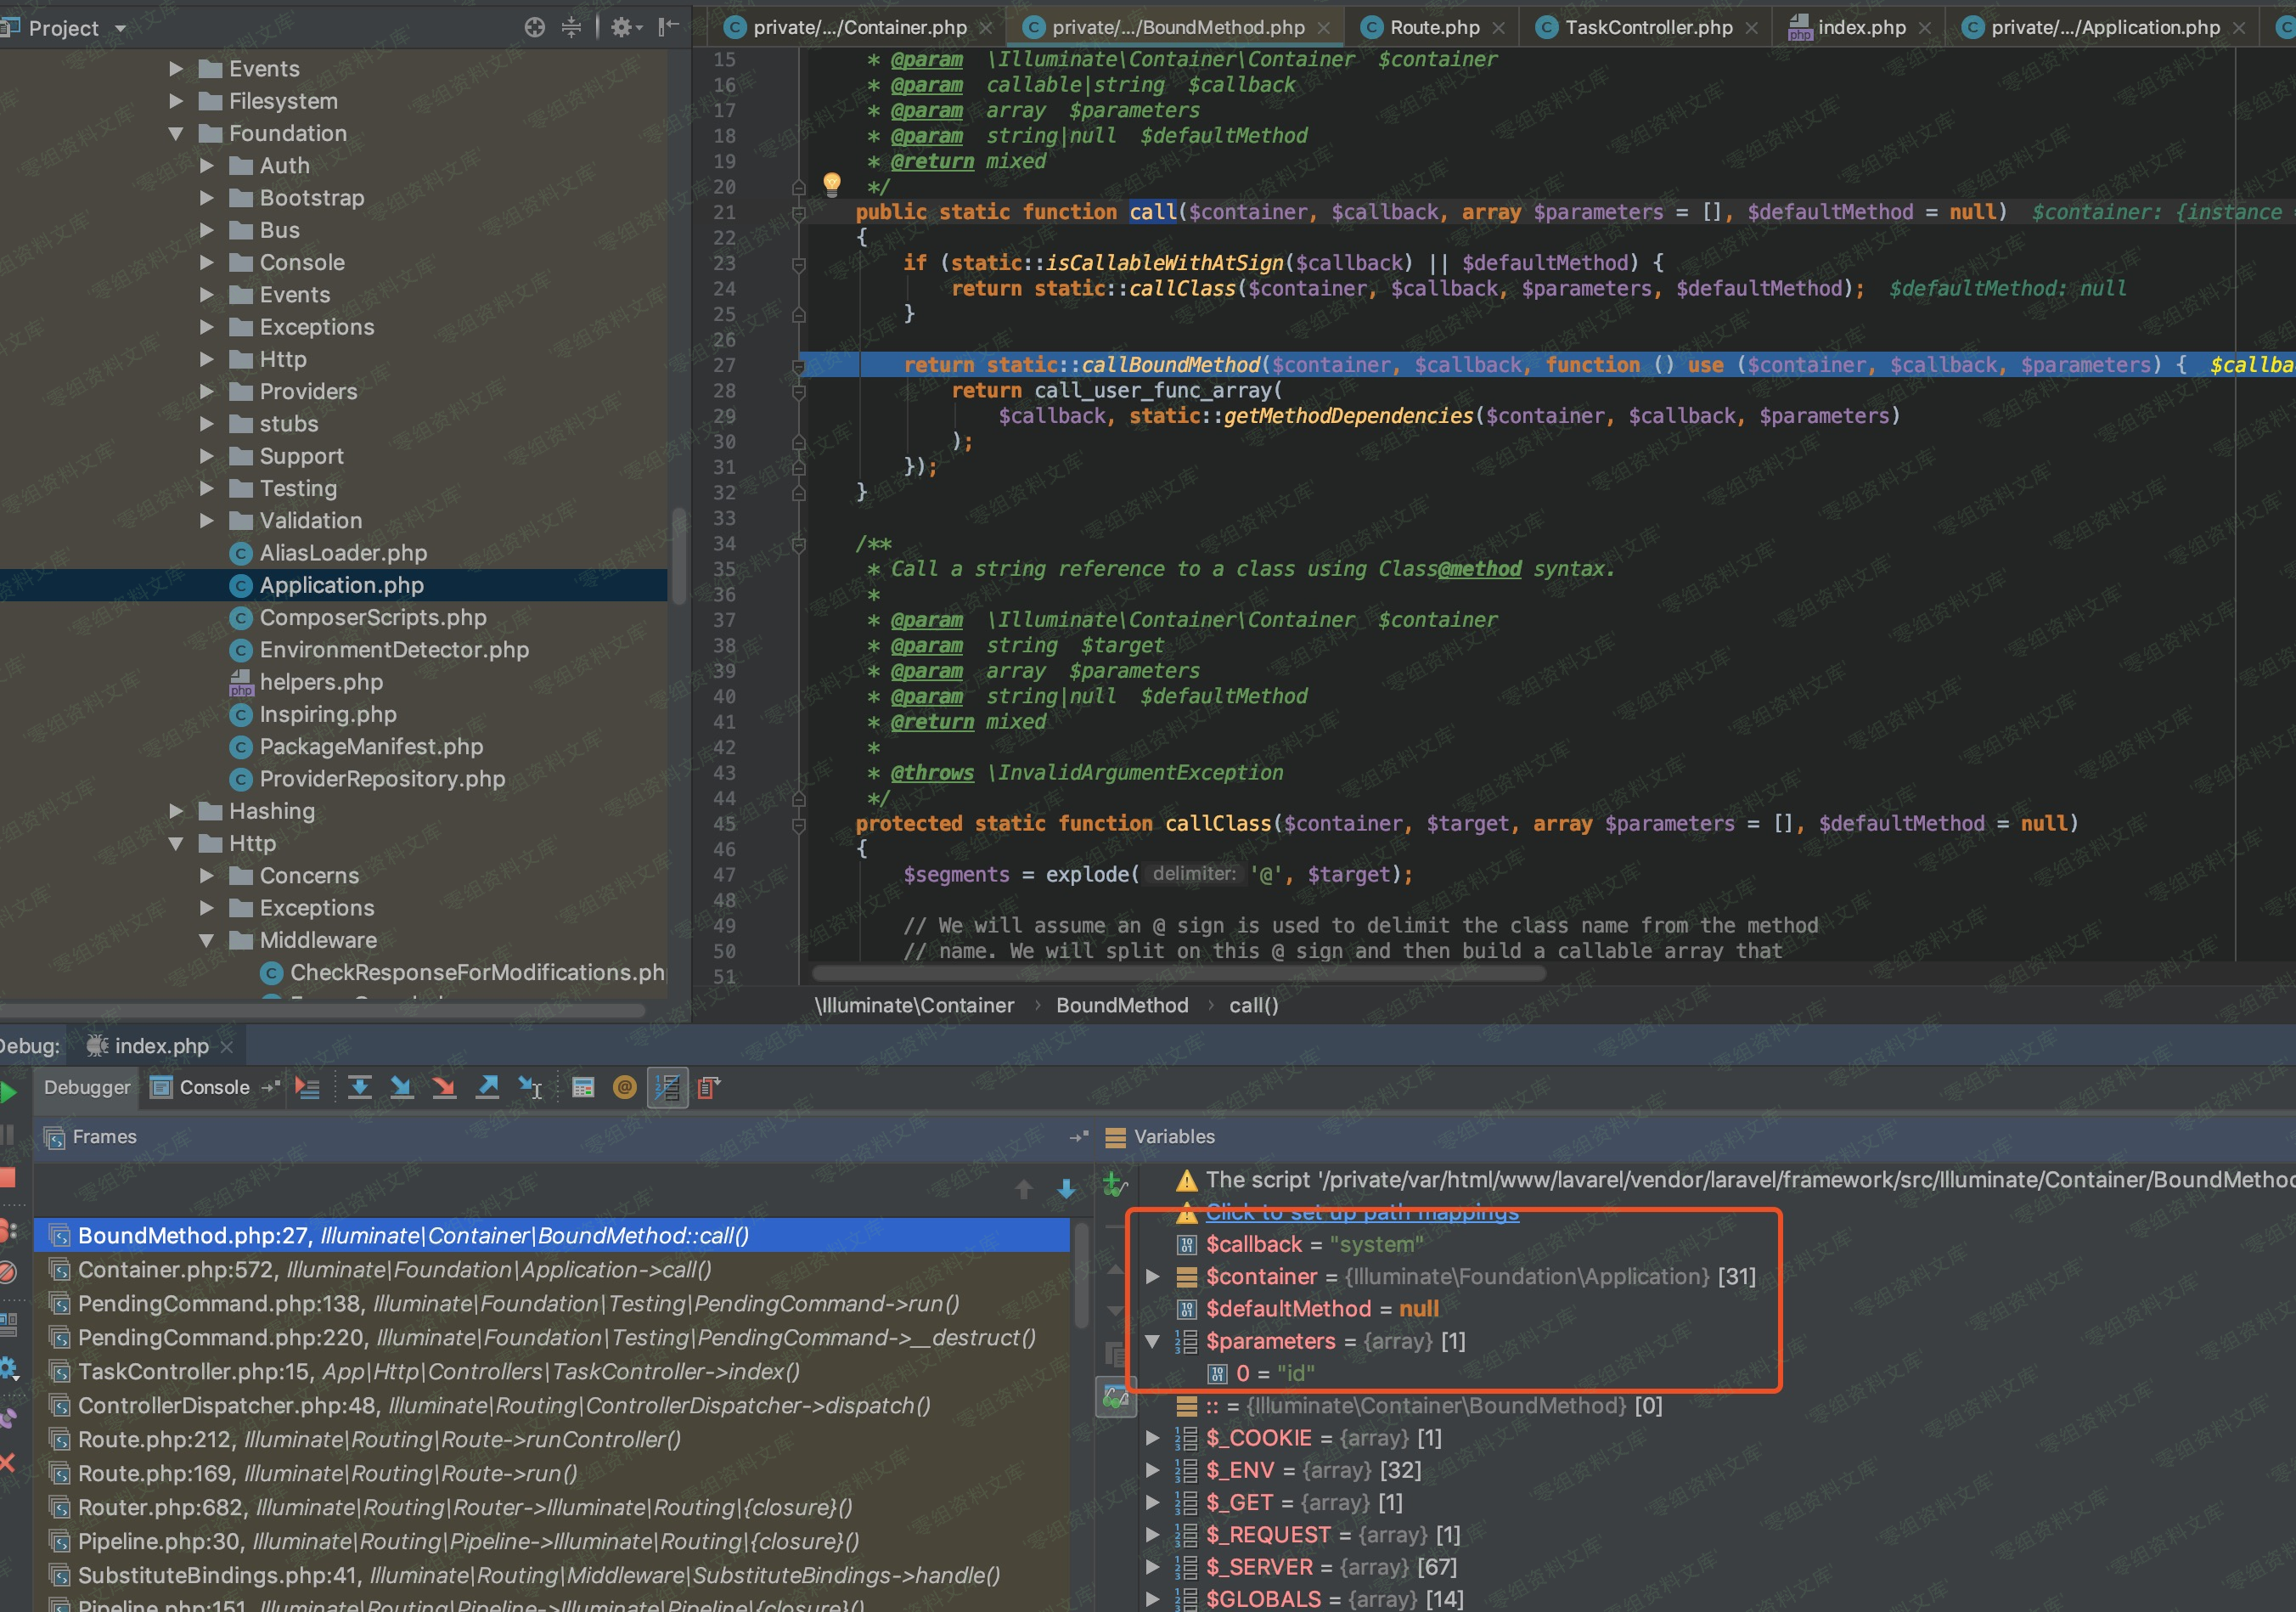 Project
private/.../Container.php
private/.../BoundMethod.php
Route.php
TaskController.php
index.php
private/.../Application.php
Events
Filesystem
Foundation
Auth
Bootstrap
Bus
Console
Events
Exceptions
Http
Providers
stubs
Support
Testing
Validation
AliasLoader.php
Application.php
ComposerScripts.php
EnvironmentDetector.php
helpers.php
Inspiring.php
PackageManifest.php
ProviderRepository.php
Hashing
Http
Concerns
Exceptions
Middleware
CheckResponseForModifications.ph
15 * @param \Illuminate\Container\Container $container
16 * @param callable|string $callback
17 * @param array $parameters
18 * @param string|null $defaultMethod
19 * @return mixed
20 */
21 public static function call($container, $callback, array $parameters = [], $defaultMethod = null) $container: {instance
22 {
23 if (static::isCallableWithAtSign($callback) || $defaultMethod) {
24 return static::callClass($container, $callback, $parameters, $defaultMethod); $defaultMethod: null
25 }
26
27 return static::callBoundMethod($container, $callback, function () use ($container, $callback, $parameters) { $callba
28 return call_user_func_array(
29 $callback, static::getMethodDependencies($container, $callback, $parameters)
30 );
31 });
32 }
33
34 /**
35 * Call a string reference to a class using Class@method syntax.
36 *
37 * @param \Illuminate\Container\Container $container
38 * @param string $target
39 * @param array $parameters
40 * @param string|null $defaultMethod
41 * @return mixed
42 *
43 * @throws \InvalidArgumentException
44 */
45 protected static function callClass($container, $target, array $parameters = [], $defaultMethod = null)
46 {
47 $segments = explode( delimiter: '@', $target);
48
49 // We will assume an @ sign is used to delimit the class name from the method
50 // name. We will split on this @ sign and then build a callable array that
51
\Illuminate\Container › BoundMethod › call()
Debug: index.php
Debugger Console
Frames
BoundMethod.php:27, Illuminate\Container\BoundMethod::call()
Container.php:572, Illuminate\Foundation\Application->call()
PendingCommand.php:138, Illuminate\Foundation\Testing\PendingCommand->run()
PendingCommand.php:220, Illuminate\Foundation\Testing\PendingCommand->__destruct()
TaskController.php:15, App\Http\Controllers\TaskController->index()
ControllerDispatcher.php:48, Illuminate\Routing\ControllerDispatcher->dispatch()
Route.php:212, Illuminate\Routing\Route->runController()
Route.php:169, Illuminate\Routing\Route->run()
Router.php:682, Illuminate\Routing\Router->Illuminate\Routing\{closure}()
Pipeline.php:30, Illuminate\Routing\Pipeline->Illuminate\Routing\{closure}()
SubstituteBindings.php:41, Illuminate\Routing\Middleware\SubstituteBindings->handle()
Pipeline.php:151, Illuminate\Routing\Pipeline->Illuminate\Pipeline\{closure}()
Variables
The script '/private/var/html/www/lavarel/vendor/laravel/framework/src/Illuminate/Container/BoundMethod
Click to set up path mappings
$callback = "system"
$container = {Illuminate\Foundation\Application} [31]
$defaultMethod = null
$parameters = {array} [1]
0 = "id"
:: = {Illuminate\Container\BoundMethod} [0]
$_COOKIE = {array} [1]
$_ENV = {array} [32]
$_GET = {array} [1]
$_REQUEST = {array} [1]
$_SERVER = {array} [67]
$GLOBALS = {array} [14]
零组资料文库